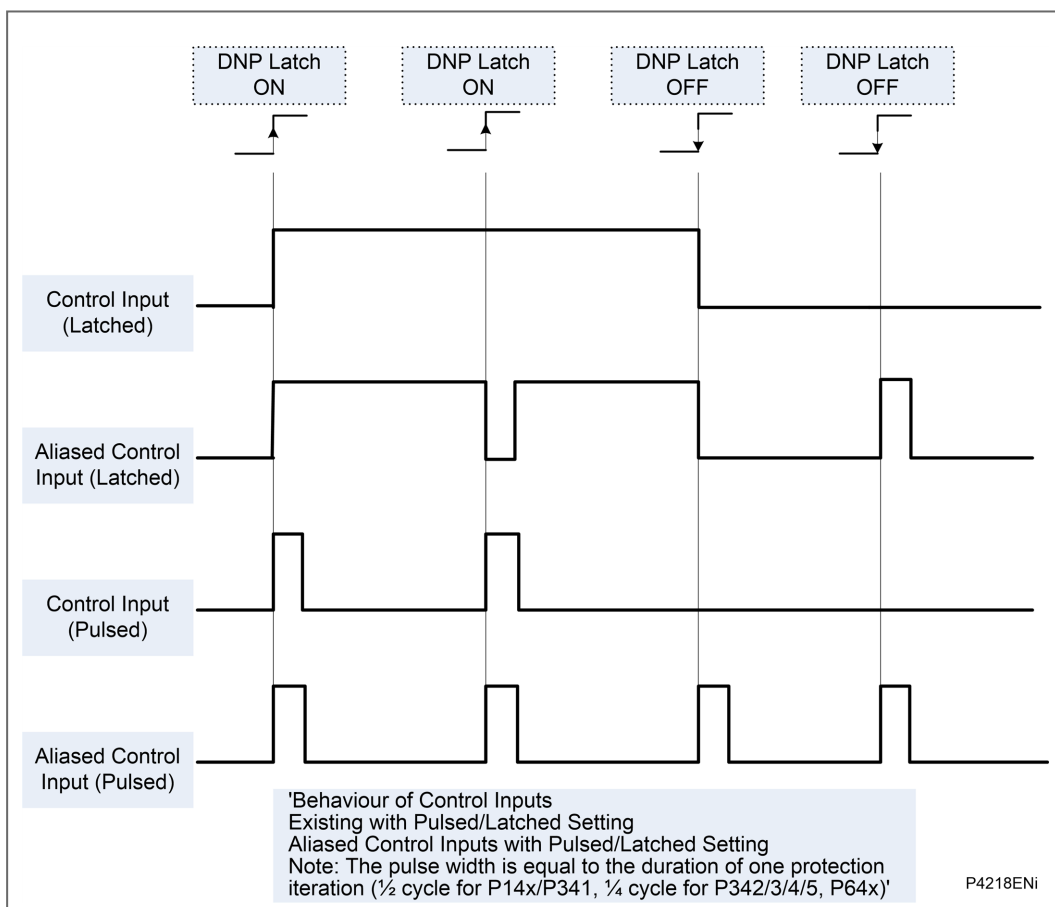 DNP Latch
ON
DNP Latch
ON
DNP Latch
OFF
DNP Latch
OFF
Control Input
(Latched)
Aliased Control
Input (Latched)
Control Input
(Pulsed)
Aliased Control
Input (Pulsed)
'Behaviour of Control Inputs
Existing with Pulsed/Latched Setting
Aliased Control Inputs with Pulsed/Latched Setting
Note: The pulse width is equal to the duration of one protection
iteration (½ cycle for P14x/P341, ¼ cycle for P342/3/4/5, P64x)'
P4218ENi